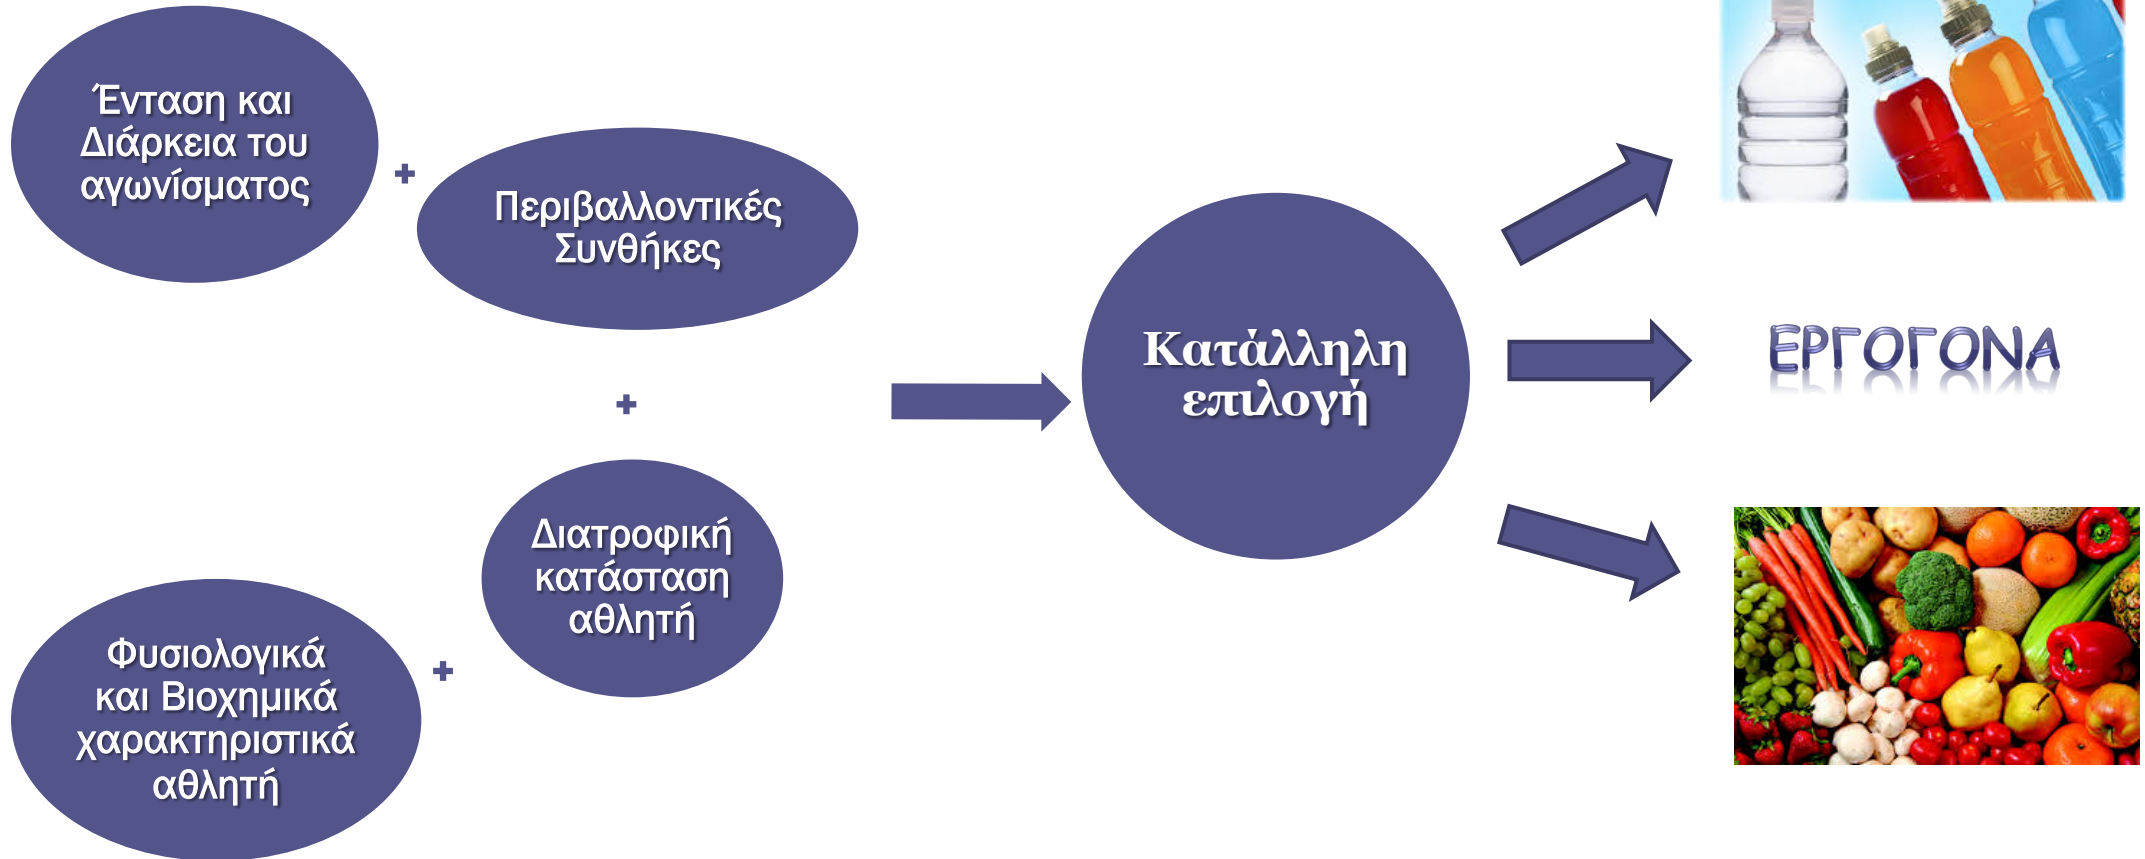 Ένταση και
Διάρκεια του
αγωνίσματος
+
Περιβαλλοντικές
Συνθήκες
+
Διατροφική
κατάσταση
αθλητή
+
Φυσιολογικά
και Βιοχημικά
χαρακτηριστικά
αθλητή
Κατάλληλη
επιλογή
ΕΡΓΟΓΟΝΑ